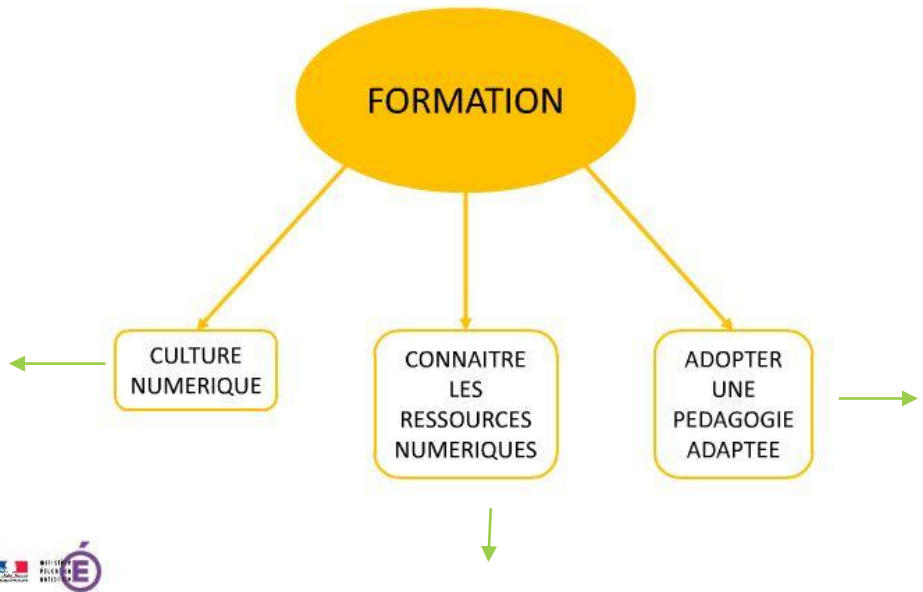 FORMATION
CULTURE
NUMERIQUE
CONNAITRE
LES
RESSOURCES
NUMERIQUES
ADOPTER
UNE
PEDAGOGIE
ADAPTEE
É